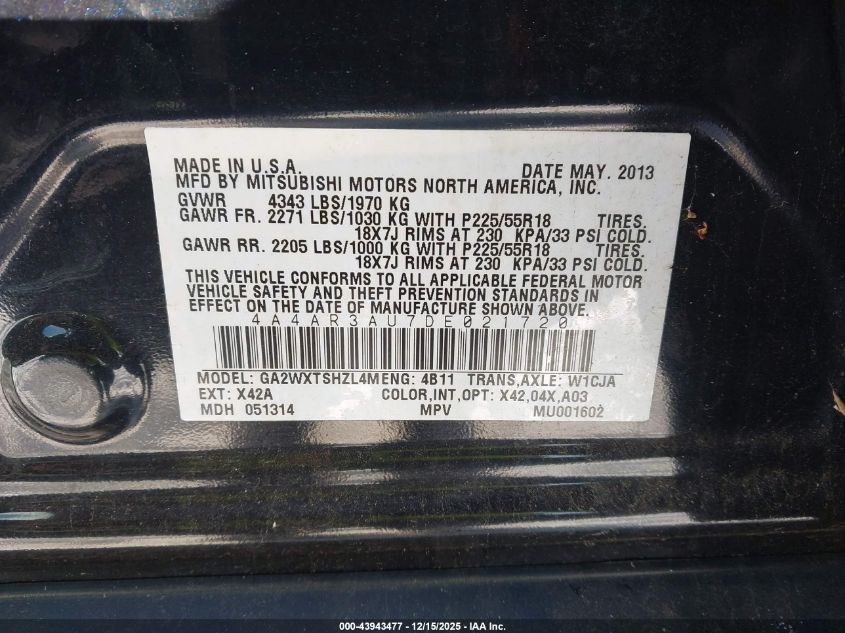 MADE IN U.S.A. DATE MAY. 2013
MFD BY MITSUBISHI MOTORS NORTH AMERICA, INC.
GVWR 4343 LBS/1970 KG
GAWR FR. 2271 LBS/1030 KG WITH P225/55R18 TIRES.
18X7J RIMS AT 230 KPA/33 PSI COLD.
GAWR RR. 2205 LBS/1000 KG WITH P225/55R18 TIRES.
18X7J RIMS AT 230 KPA/33 PSI COLD.
THIS VEHICLE CONFORMS TO ALL APPLICABLE FEDERAL MOTOR
VEHICLE SAFETY AND THEFT PREVENTION STANDARDS IN
EFFECT ON THE DATE OF MANUFACTURE SHOWN ABOVE.
4A4AR3AU7DE021720
MODEL: GA2WXTSHZL4MENG: 4B11 TRANS,AXLE: W1CJA
EXT: X42A COLOR,INT,OPT: X42,04X,A03
MDH 051314 MPV MU001602
000-43943477 - 12/15/2025 - IAA Inc.